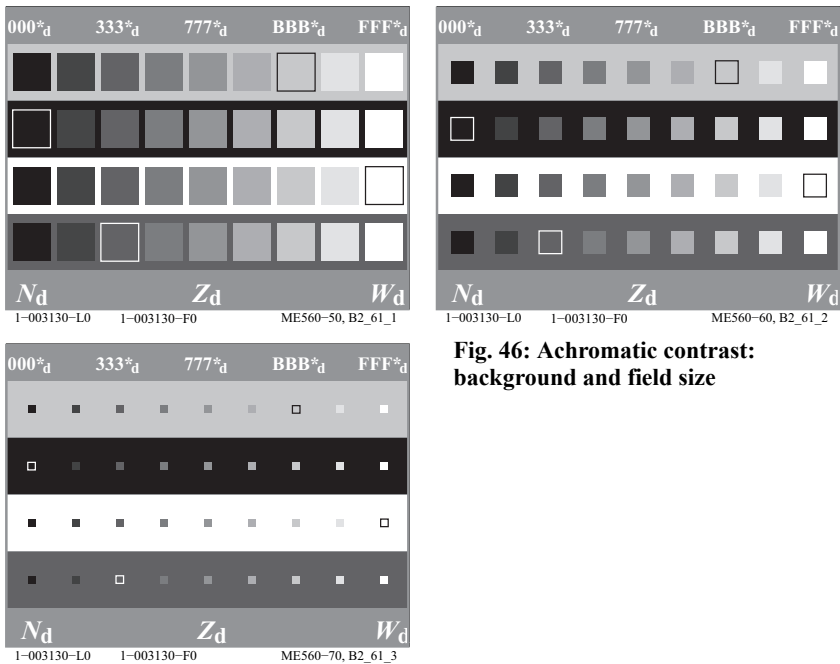 000*d 333*d 777*d BBB*d FFF*d
Nd Zd Wd
1−003130−L0 1−003130−F0 ME560−50, B2_61_1
000*d 333*d 777*d BBB*d FFF*d
Nd Zd Wd
1−003130−L0 1−003130−F0 ME560−60, B2_61_2
Fig. 46: Achromatic contrast:
background and field size
000*d 333*d 777*d BBB*d FFF*d
Nd Zd Wd
1−003130−L0 1−003130−F0 ME560−70, B2_61_3